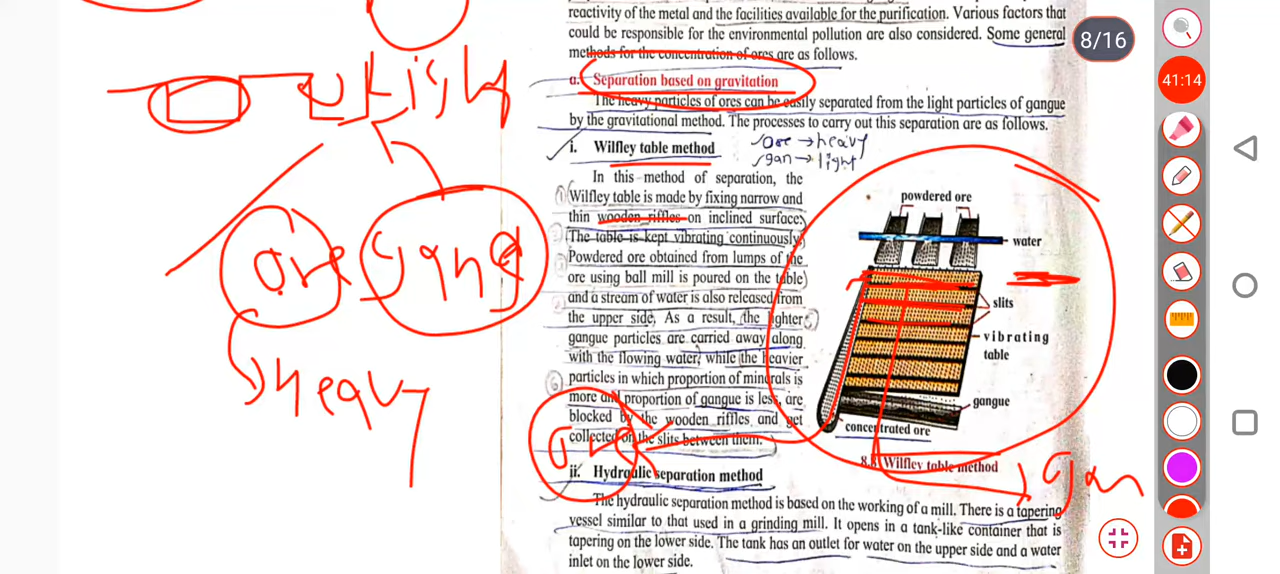 reactivity of the metal and the facilities available for the purification. Various factors that
could be responsible for the environmental pollution are also considered. Some general
methods for the concentration of ores are as follows.
8/16
41:14
a. Separation based on gravitation
The heavy particles of ores can be easily separated from the light particles of gangue
by the gravitational method. The processes to carry out this separation are as follows.
i. Wilfley table method
ore → heavy
gan → light
In this method of separation, the
Wilfley table is made by fixing narrow and
thin wooden riffles on inclined surface.
The table is kept vibrating continuously.
Powdered ore obtained from lumps of the
ore using ball mill is poured on the table
and a stream of water is also released from
the upper side. As a result, the lighter
gangue particles are carried away along
with the flowing water, while the heavier
particles in which proportion of minerals is
more and proportion of gangue is less, are
blocked by the wooden riffles and get
collected on the slits between them.
powdered ore
water
slits
vibrating
table
gangue
concentrated ore
8.8 Wilfley table method
ii. Hydraulic separation method
The hydraulic separation method is based on the working of a mill. There is a tapering
vessel similar to that used in a grinding mill. It opens in a tank-like container that is
tapering on the lower side. The tank has an outlet for water on the upper side and a water
inlet on the lower side.
light
ore
gang
heavy
gan